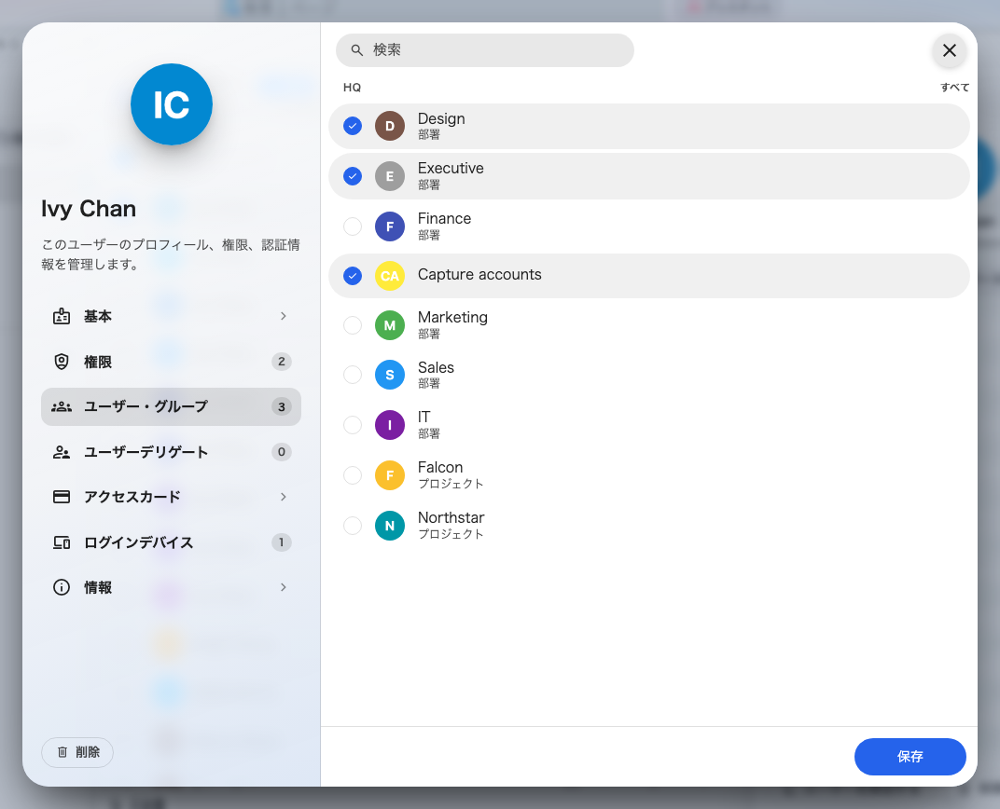 IC
Ivy Chan
このユーザーのプロフィール、権限、認証情
報を管理します。
基本
権限 2
ユーザー・グループ 3
ユーザーデリゲート 0
アクセスカード
ログインデバイス 1
情報
削除
検索
HQ すべて
D Design
部署
E Executive
部署
F Finance
部署
CA Capture accounts
M Marketing
部署
S Sales
部署
I IT
部署
F Falcon
プロジェクト
N Northstar
プロジェクト
保存